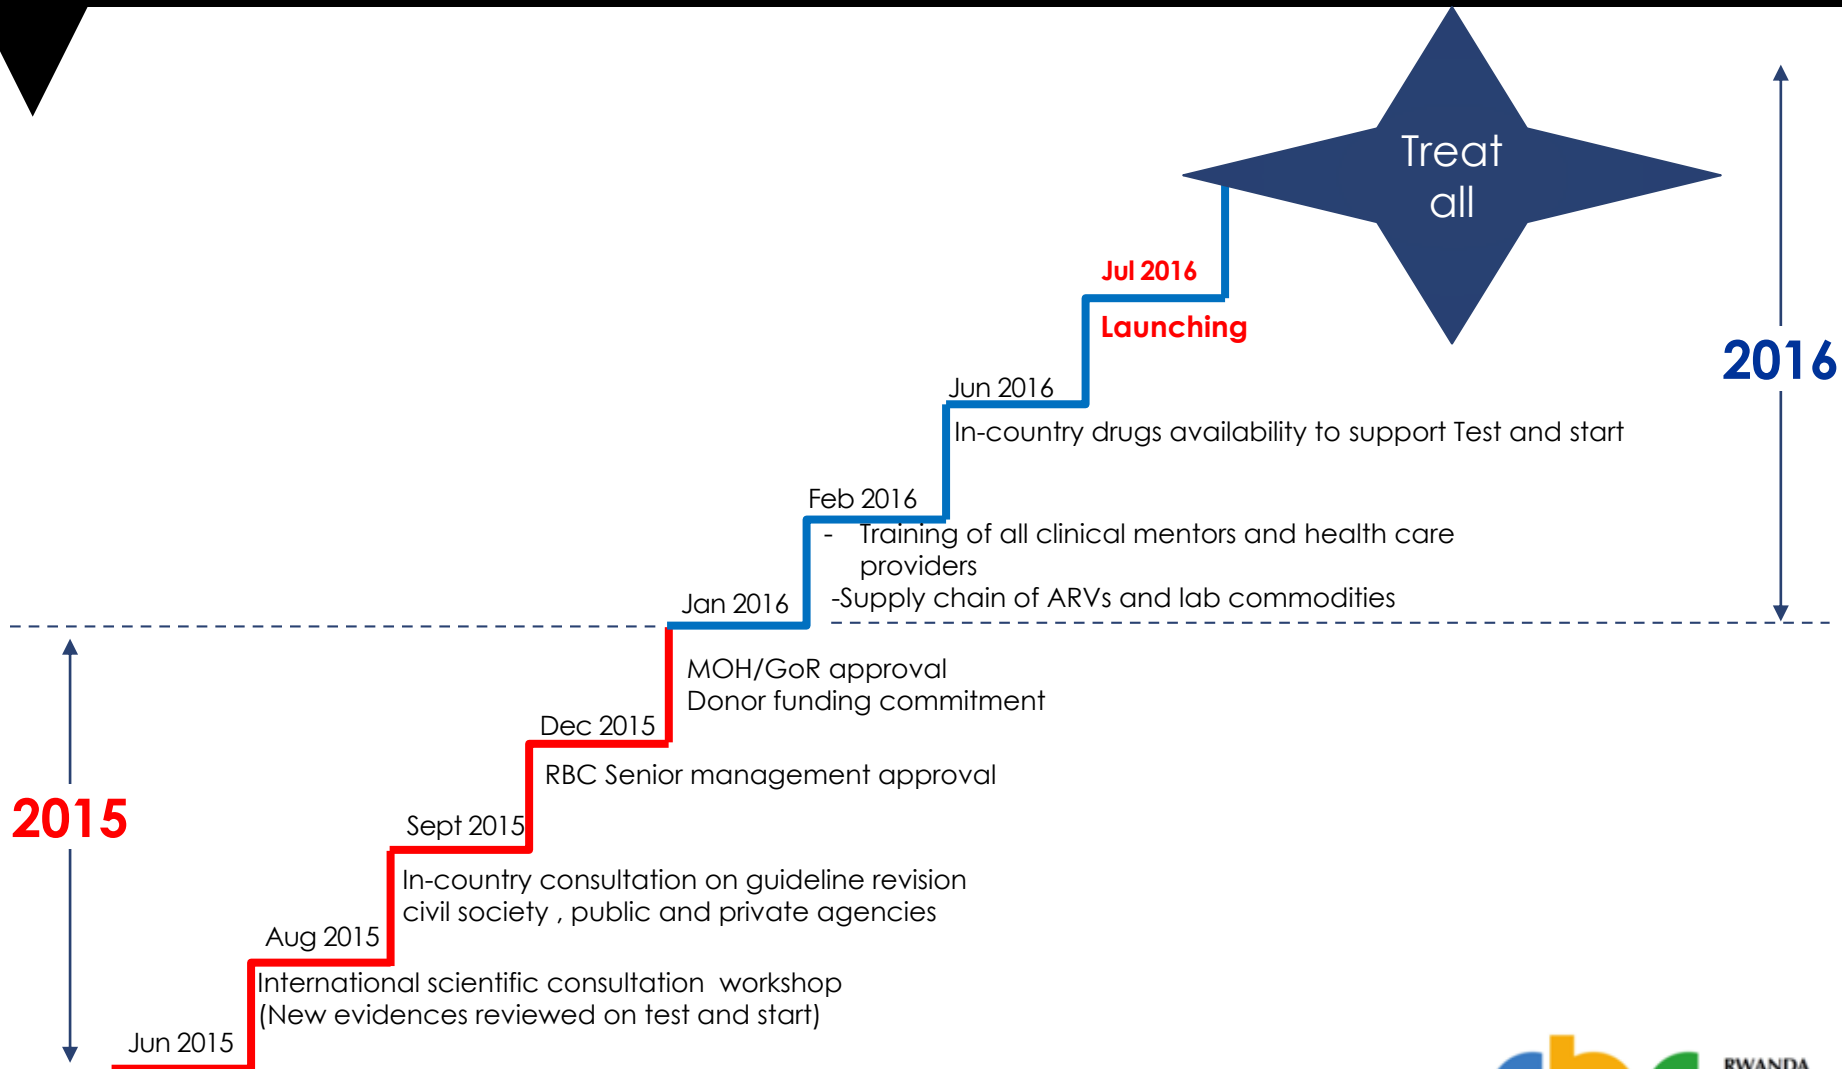 Treat
all
Jul 2016
Launching
2016
Jun 2016
In-country drugs availability to support Test and start
Feb 2016
- Training of all clinical mentors and health care
providers
-Supply chain of ARVs and lab commodities
Jan 2016
MOH/GoR approval
Donor funding commitment
Dec 2015
RBC Senior management approval
2015
Sept 2015
In-country consultation on guideline revision
civil society , public and private agencies
Aug 2015
International scientific consultation workshop
(New evidences reviewed on test and start)
Jun 2015
RWANDA